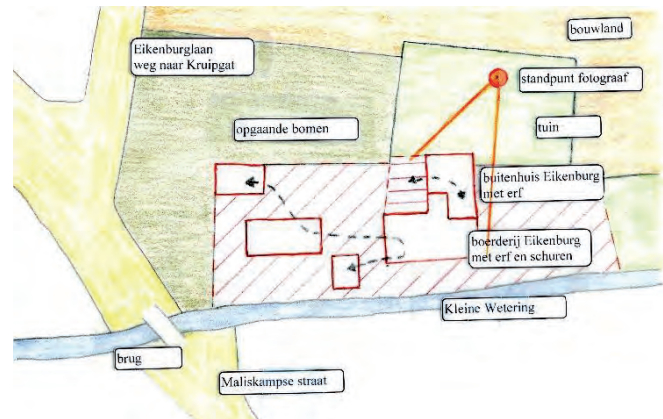 bouwland
Eikenburglaan
weg naar Kruipgat
standpunt fotograaf
opgaande bomen
tuin
buitenhuis Eikenburg
met erf
boerderij Eikenburg
met erf en schuren
Kleine Wetering
brug
Maliskampse straat